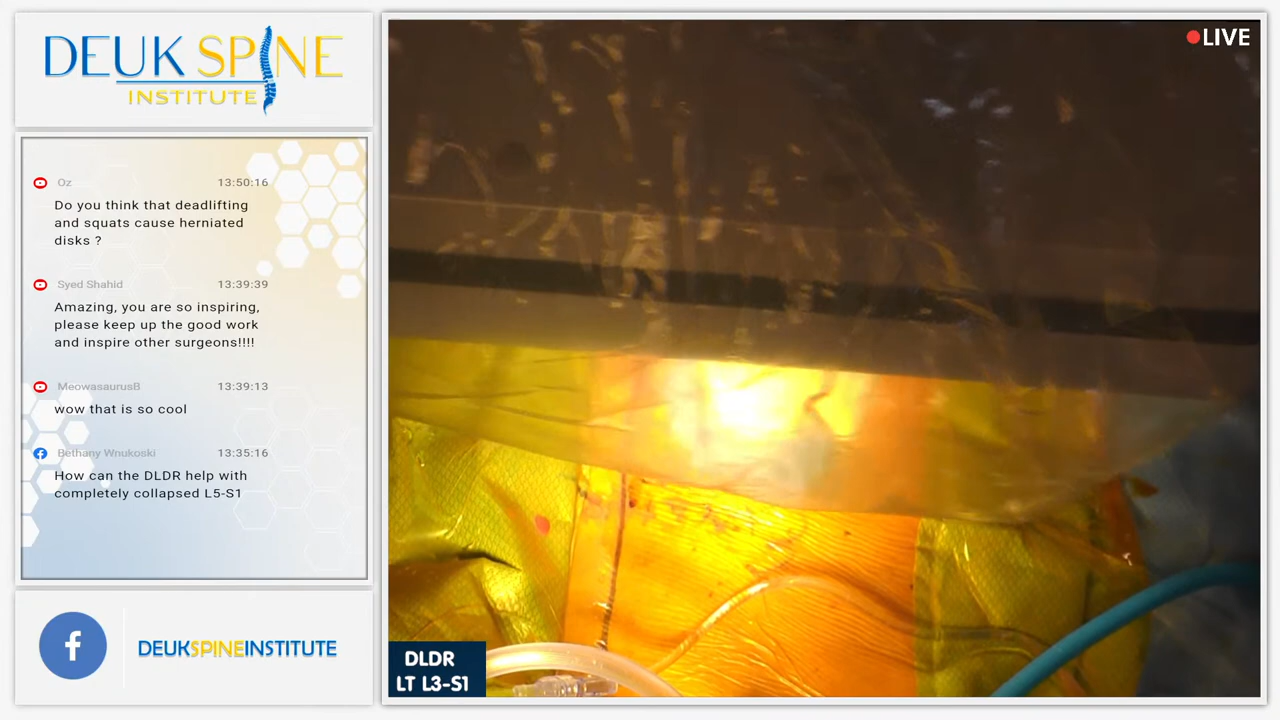 DEUK SPINE
INSTITUTE
Oz 13:50:16
Do you think that deadlifting
and squats cause herniated
disks ?
Syed Shahid 13:39:39
Amazing, you are so inspiring,
please keep up the good work
and inspire other surgeons!!!!
MeowasaurusB 13:39:13
wow that is so cool
Bethany Wnukoski 13:35:16
How can the DLDR help with
completely collapsed L5-S1
f
DEUKSPINEINSTITUTE
LIVE
DLDR
LT L3-S1